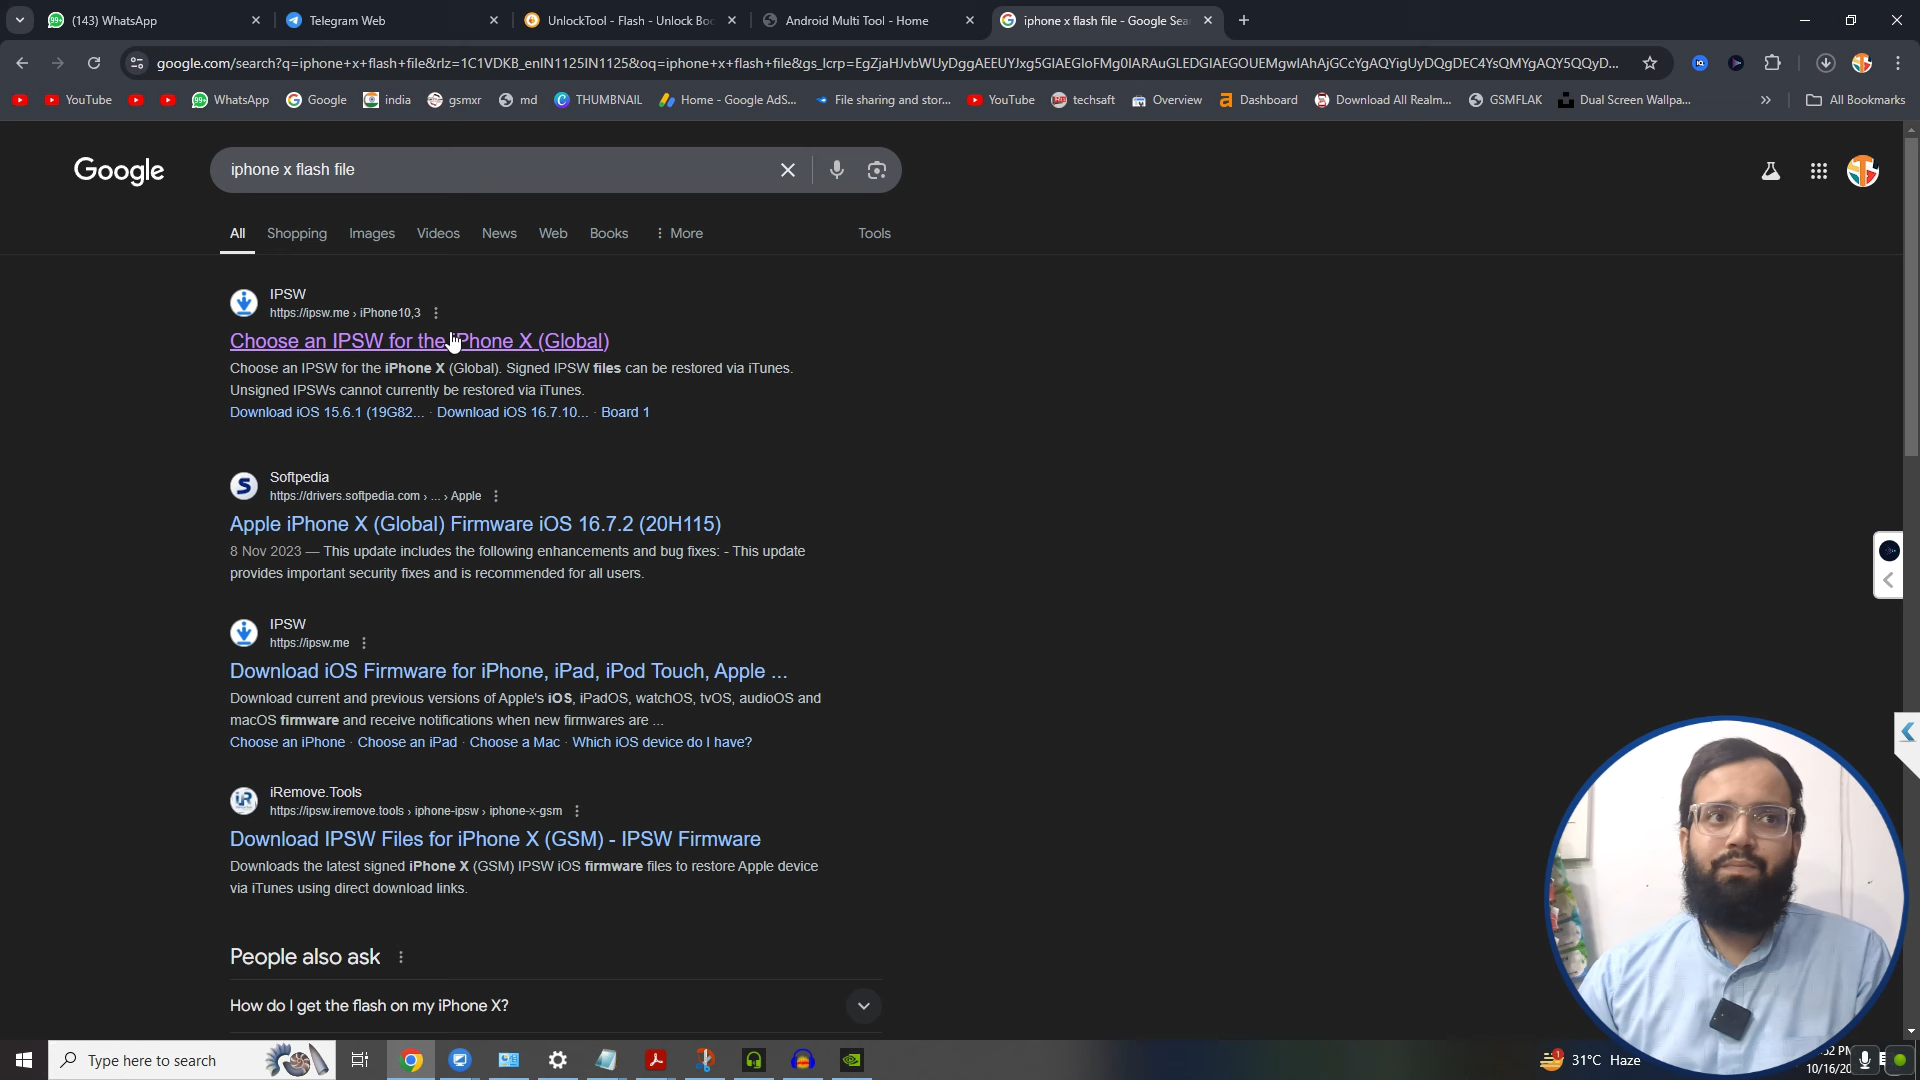 (143) WhatsApp
Telegram Web
UnlockTool - Flash - Unlock Boo
Android Multi Tool - Home
iphone x flash file - Google Sea
google.com/search?q=iphone+x+flash+file&rlz=1C1VDKB_enIN1125IN1125&oq=iphone+x+flash+file&gs_lcrp=
YouTube
WhatsApp
Google
india
gsmxr
md
THUMBNAIL
Home - Google AdS...
File sharing and stor...
YouTube
techsaft
Overview
Dashboard
Download All Realm...
GSMFLAK
Dual Screen Wallpa...
All Bookmarks
Google
iphone x flash file
All
Shopping
Images
Videos
News
Web
Books
More
Tools
IPSW
https://ipsw.me › iPhone10,3
Choose an IPSW for the iPhone X (Global)
Choose an IPSW for the iPhone X (Global). Signed IPSW files can be restored via iTunes.
Unsigned IPSWs cannot currently be restored via iTunes.
Download iOS 15.6.1 (19G82... · Download iOS 16.7.10... · Board 1
Softpedia
https://drivers.softpedia.com › ... › Apple
Apple iPhone X (Global) Firmware iOS 16.7.2 (20H115)
8 Nov 2023 — This update includes the following enhancements and bug fixes: - This update
provides important security fixes and is recommended for all users.
IPSW
https://ipsw.me
Download iOS Firmware for iPhone, iPad, iPod Touch, Apple ...
Download current and previous versions of Apple's iOS, iPadOS, watchOS, tvOS, audioOS and
macOS firmware and receive notifications when new firmwares are ...
Choose an iPhone · Choose an iPad · Choose a Mac · Which iOS device do I have?
iRemove.Tools
https://ipsw.iremove.tools › iphone-ipsw › iphone-x-gsm
Download IPSW Files for iPhone X (GSM) - IPSW Firmware
Downloads the latest signed iPhone X (GSM) IPSW iOS firmware files to restore Apple device
via iTunes using direct download links.
People also ask
How do I get the flash on my iPhone X?
Type here to search
31°C Haze
10/16/20